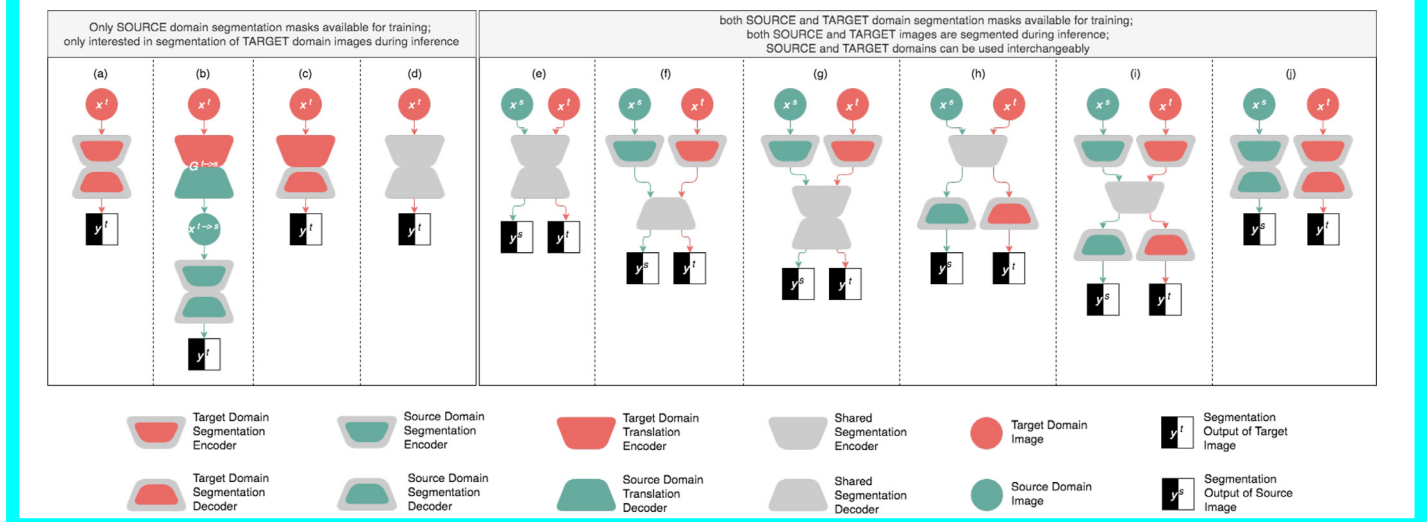 Only SOURCE domain segmentation masks available for training;
only interested in segmentation of TARGET domain images during inference
both SOURCE and TARGET domain segmentation masks available for training;
both SOURCE and TARGET images are segmented during inference;
SOURCE and TARGET domains can be used interchangeably
(a)
(b)
(c)
(d)
(e)
(f)
(g)
(h)
(i)
(j)
x^t
x^t
x^t
x^t
x^s
x^t
x^s
x^t
x^s
x^t
x^s
x^t
x^s
x^t
x^s
x^t
G^t->s
y^t
x^t->s
y^t
y^t
y^t
y^s
y^t
y^s
y^t
y^s
y^t
y^s
y^t
y^s
y^t
y^s
y^t
Target Domain
Segmentation
Encoder
Source Domain
Segmentation
Encoder
Target Domain
Translation
Encoder
Shared
Segmentation
Encoder
Target Domain
Image
y^t
Segmentation
Output of Target
Image
Target Domain
Segmentation
Decoder
Source Domain
Segmentation
Decoder
Source Domain
Translation
Decoder
Shared
Segmentation
Decoder
Source Domain
Image
y^s
Segmentation
Output of Source
Image